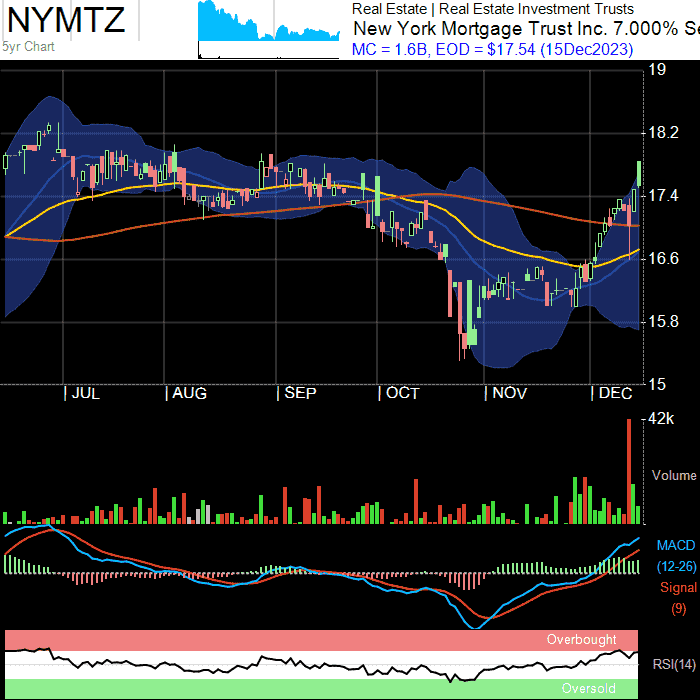 NYMTZ
5yr Chart
Real Estate | Real Estate Investment Trusts
New York Mortgage Trust Inc. 7.000% Se
MC = 1.6B, EOD = $17.54 (15Dec2023)
19
18.2
17.4
16.6
15.8
15
| JUL | AUG | SEP | OCT | NOV | DEC
42k
Volume
MACD
(12-26)
Signal
(9)
Overbought
RSI(14)
Oversold